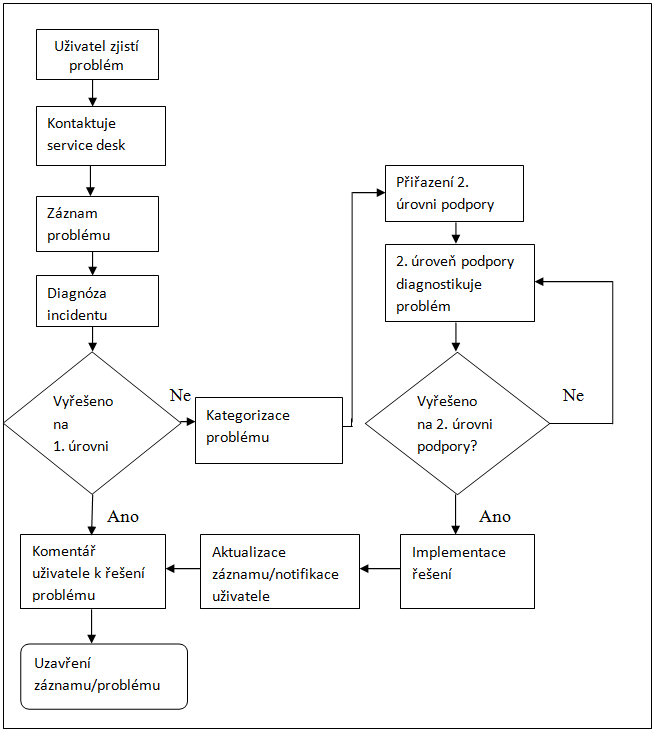 Uživatel zjistí
problém
Kontaktuje
service desk
Záznam
problému
Diagnóza
incidentu
Vyřešeno
na
1. úrovni
Ne
Kategorizace
problému
Přiřazení 2.
úrovni podpory
2. úroveň podpory
diagnostikuje
problém
Vyřešeno
na 2. úrovni
podpory?
Ne
Ano
Implementace
řešení
Aktualizace
záznamu/notifikace
uživatele
Ano
Komentář
uživatele k řešení
problému
Uzavření
záznamu/problému